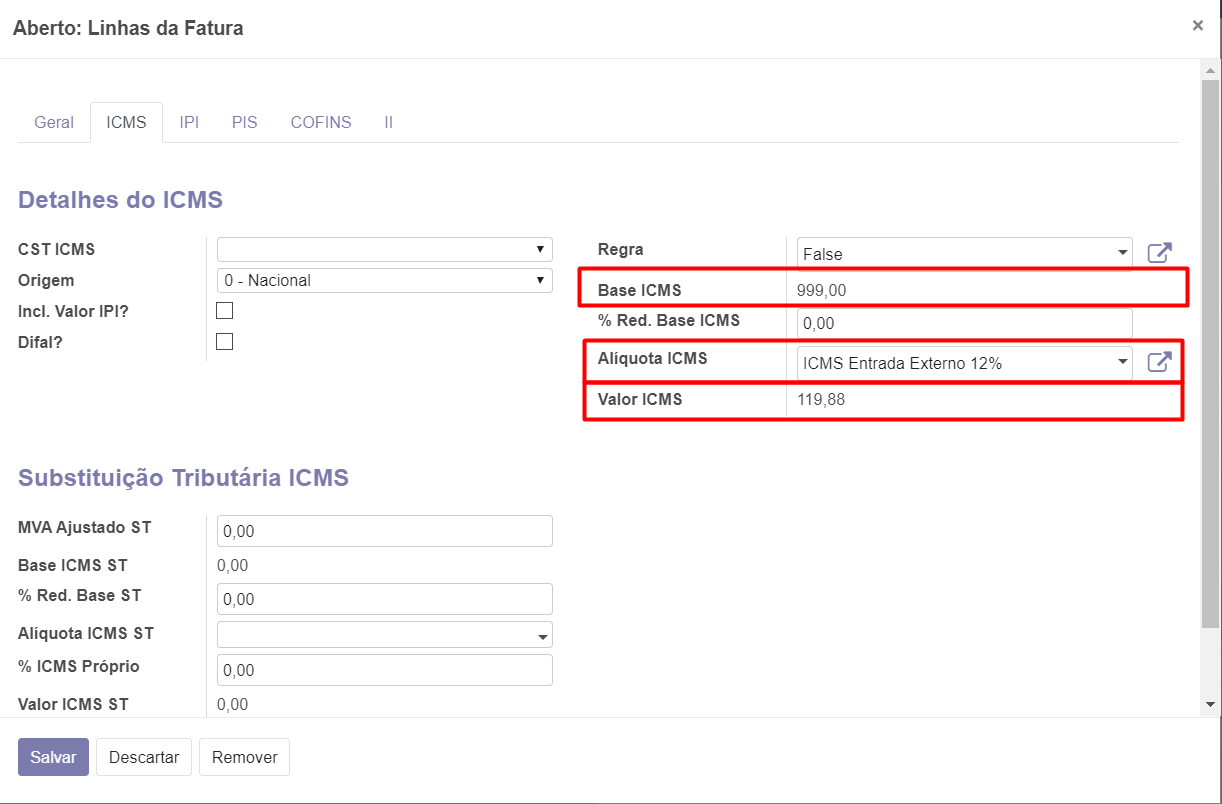 Aberto: Linhas da Fatura ×
Geral ICMS IPI PIS COFINS II
Detalhes do ICMS
CST ICMS
Origem 0 - Nacional
Incl. Valor IPI?
Difal?
Regra False
Base ICMS 999,00
% Red. Base ICMS 0,00
Alíquota ICMS ICMS Entrada Externo 12%
Valor ICMS 119,88
Substituição Tributária ICMS
MVA Ajustado ST 0,00
Base ICMS ST 0,00
% Red. Base ST 0,00
Alíquota ICMS ST
% ICMS Próprio 0,00
Valor ICMS ST 0,00
Salvar Descartar Remover